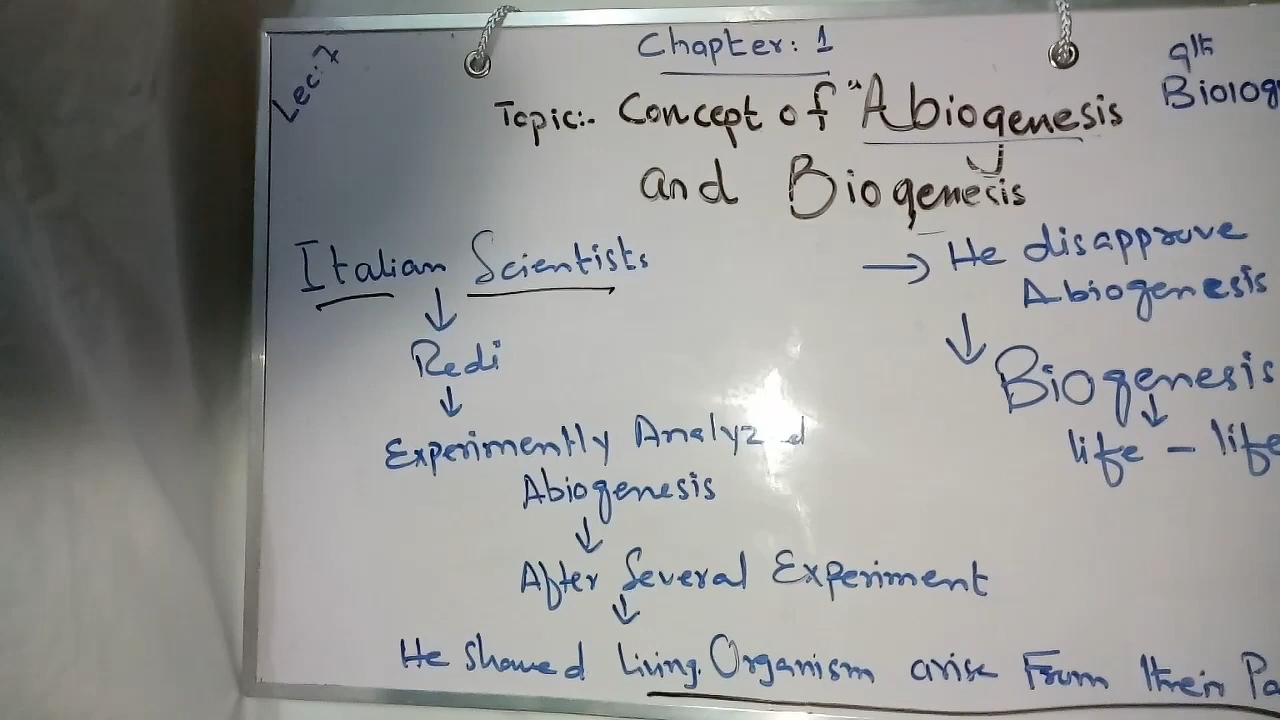 Lec: 7
Chapter: 1
9th
Biology
Topic:- Concept of "Abiogenesis
and Biogenesis
Italian Scientists
Redi
Experimently Analyzed
Abiogenesis
After Several Experiment
He showed living Organism arise From their Pa
→ He disapprove
Abiogenesis
Biogenesis
life - life